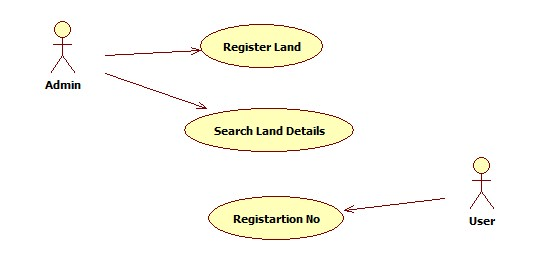 Register Land
Admin
Search Land Details
Registartion No
User